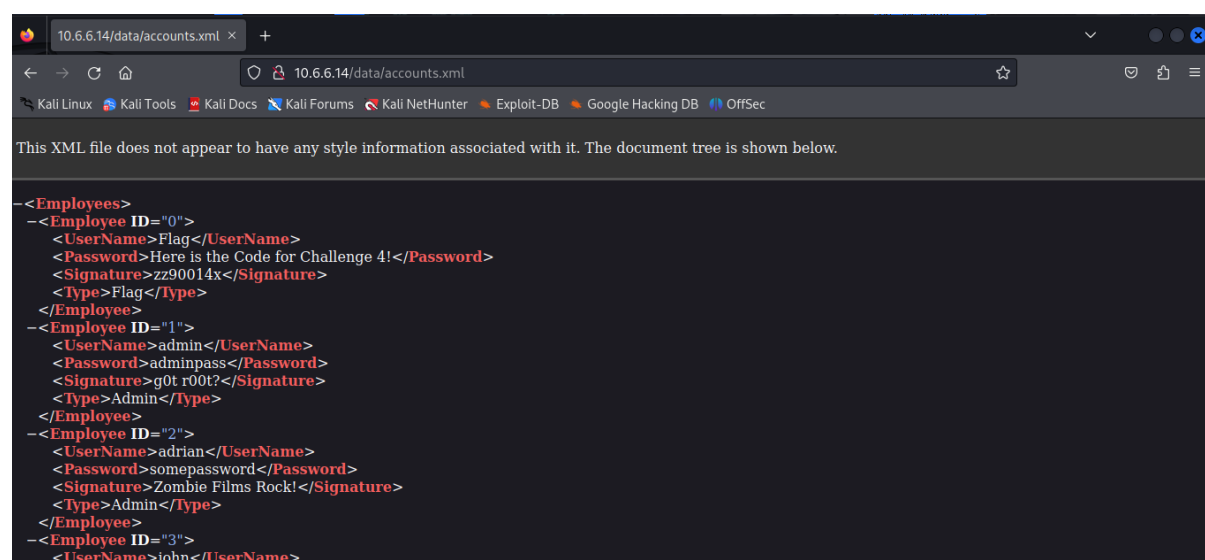 10.6.6.14/data/accounts.xml
10.6.6.14/data/accounts.xml
Kali Linux Kali Tools Kali Docs Kali Forums Kali NetHunter Exploit-DB Google Hacking DB OffSec
This XML file does not appear to have any style information associated with it. The document tree is shown below.
−<Employees>
−<Employee ID="0">
<UserName>Flag</UserName>
<Password>Here is the Code for Challenge 4!</Password>
<Signature>zz90014x</Signature>
<Type>Flag</Type>
</Employee>
−<Employee ID="1">
<UserName>admin</UserName>
<Password>adminpass</Password>
<Signature>g0t r00t?</Signature>
<Type>Admin</Type>
</Employee>
−<Employee ID="2">
<UserName>adrian</UserName>
<Password>somepassword</Password>
<Signature>Zombie Films Rock!</Signature>
<Type>Admin</Type>
</Employee>
−<Employee ID="3">
<UserName>john</UserName>